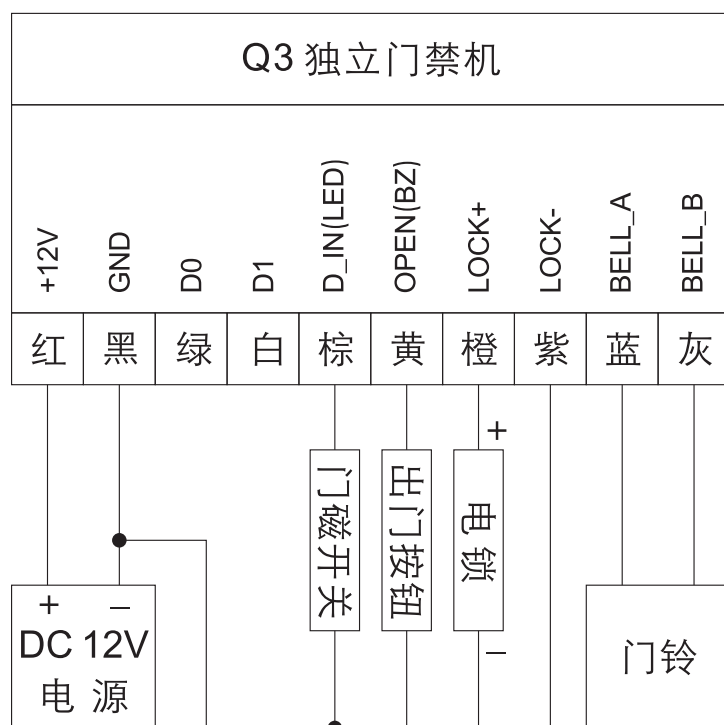 Q3 独立门禁机
+12V
GND
D0
D1
D_IN(LED)
OPEN(BZ)
LOCK+
LOCK-
BELL_A
BELL_B
红
黑
绿
白
棕
黄
橙
紫
蓝
灰
+
门磁开关
出门按钮
电锁
+ −
−
DC 12V
电 源
门铃